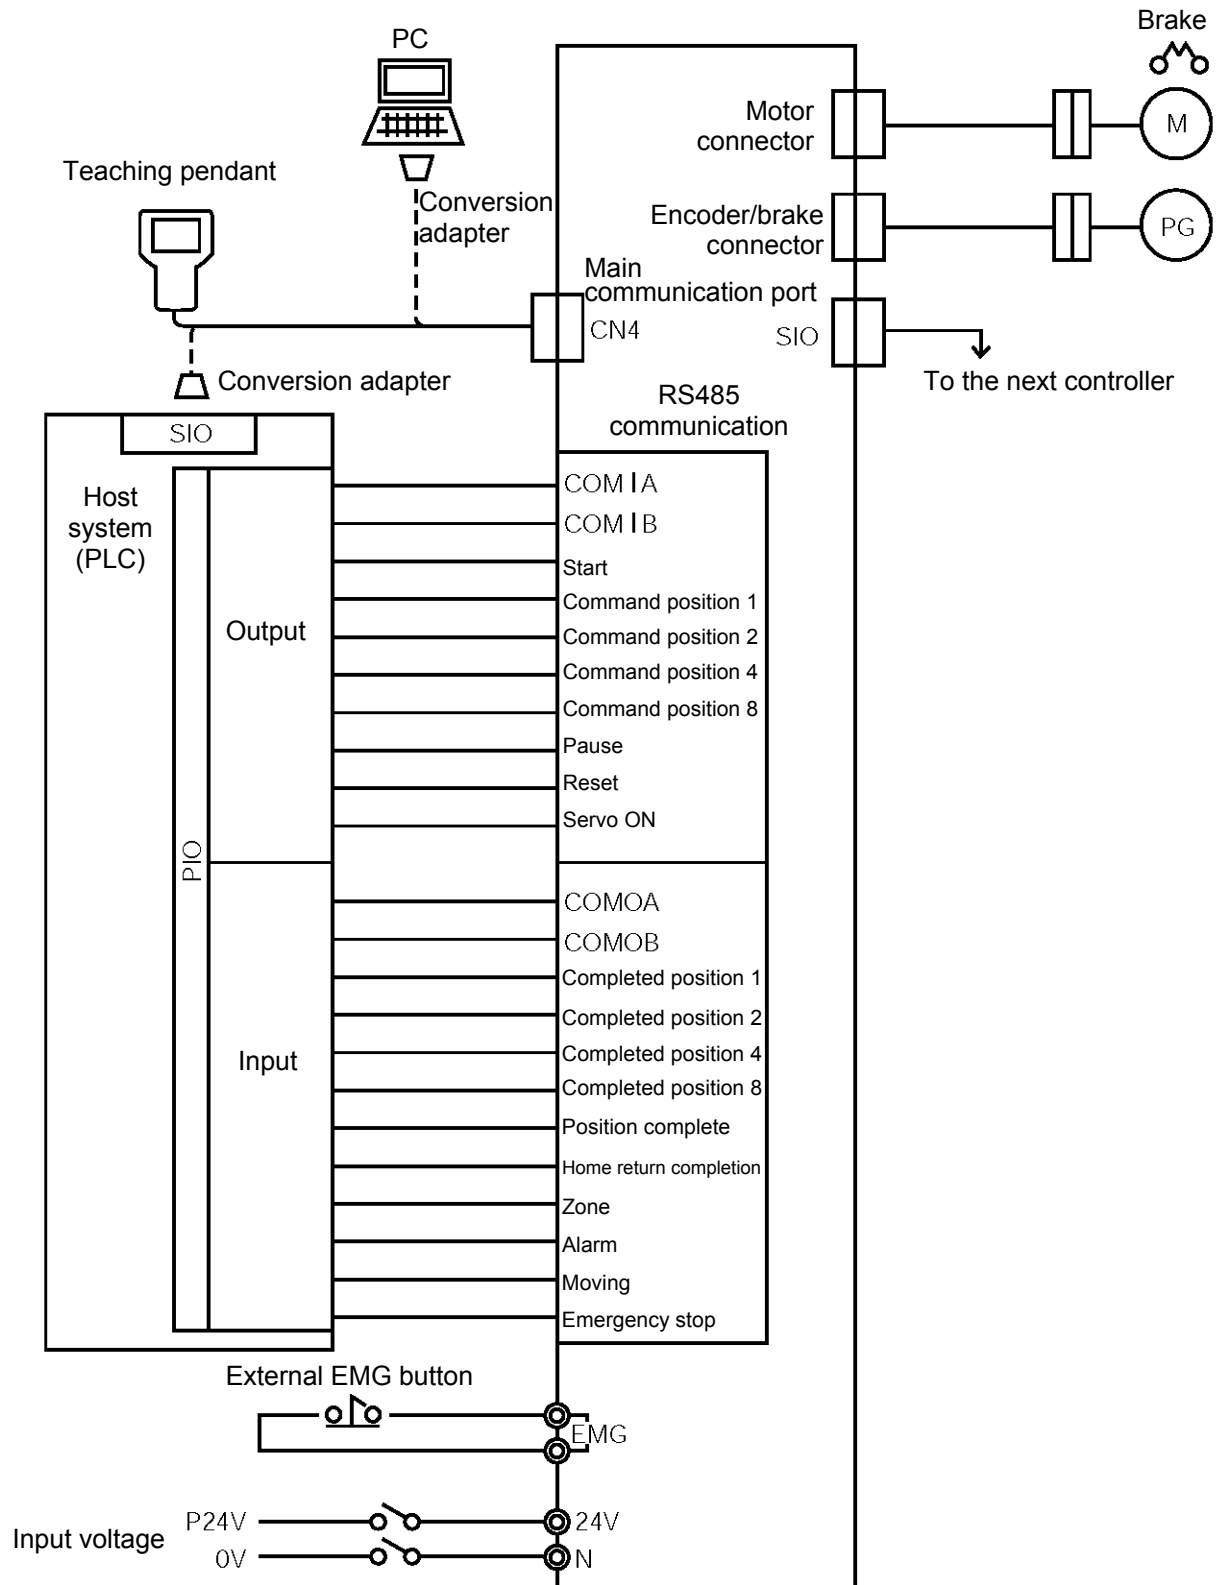 Brake
PC
Motor
connector
M
Teaching pendant
Conversion
adapter
Encoder/brake
connector
PG
Main
communication port
CN4
SIO
Conversion adapter
To the next controller
RS485
communication
SIO
Host
system
(PLC)
PIO
Output
COM I A
COM I B
Start
Command position 1
Command position 2
Command position 4
Command position 8
Pause
Reset
Servo ON
Input
COMOA
COMOB
Completed position 1
Completed position 2
Completed position 4
Completed position 8
Position complete
Home return completion
Zone
Alarm
Moving
Emergency stop
External EMG button
EMG
Input voltage
P24V
24V
0V
N